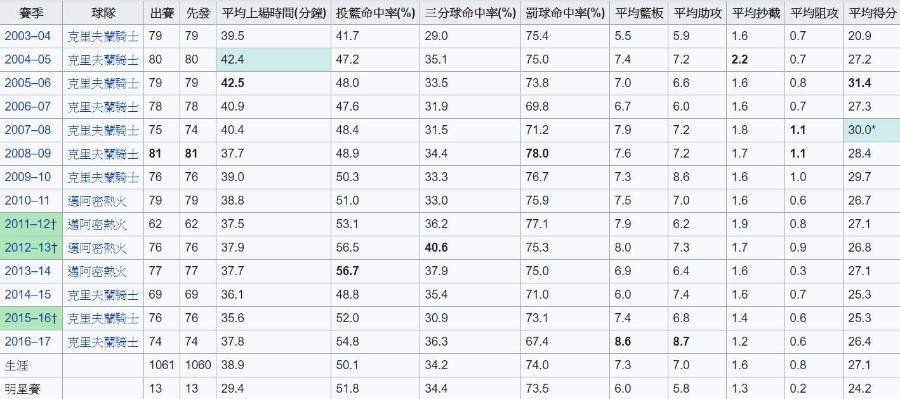 賽季 球隊 出賽 先發 平均上場時間(分鐘) 投籃命中率(%) 三分球命中率(%) 罰球命中率(%) 平均籃板 平均助攻 平均抄截 平均阻攻 平均得分
2003–04 克里夫蘭騎士 79 79 39.5 41.7 29.0 75.4 5.5 5.9 1.6 0.7 20.9
2004–05 克里夫蘭騎士 80 80 42.4 47.2 35.1 75.0 7.4 7.2 2.2 0.7 27.2
2005–06 克里夫蘭騎士 79 79 42.5 48.0 33.5 73.8 7.0 6.6 1.6 0.8 31.4
2006–07 克里夫蘭騎士 78 78 40.9 47.6 31.9 69.8 6.7 6.0 1.6 0.7 27.3
2007–08 克里夫蘭騎士 75 74 40.4 48.4 31.5 71.2 7.9 7.2 1.8 1.1 30.0*
2008–09 克里夫蘭騎士 81 81 37.7 48.9 34.4 78.0 7.6 7.2 1.7 1.1 28.4
2009–10 克里夫蘭騎士 76 76 39.0 50.3 33.3 76.7 7.3 8.6 1.6 1.0 29.7
2010–11 邁阿密熱火 79 79 38.8 51.0 33.0 75.9 7.5 7.0 1.6 0.6 26.7
2011–12† 邁阿密熱火 62 62 37.5 53.1 36.2 77.1 7.9 6.2 1.9 0.8 27.1
2012–13† 邁阿密熱火 76 76 37.9 56.5 40.6 75.3 8.0 7.3 1.7 0.9 26.8
2013–14 邁阿密熱火 77 77 37.7 56.7 37.9 75.0 6.9 6.4 1.6 0.3 27.1
2014–15 克里夫蘭騎士 69 69 36.1 48.8 35.4 71.0 6.0 7.4 1.6 0.7 25.3
2015–16† 克里夫蘭騎士 76 76 35.6 52.0 30.9 73.1 7.4 6.8 1.4 0.6 25.3
2016–17 克里夫蘭騎士 74 74 37.8 54.8 36.3 67.4 8.6 8.7 1.2 0.6 26.4
生涯 1061 1060 38.9 50.1 34.2 74.0 7.3 7.0 1.6 0.8 27.1
明星賽 13 13 29.4 51.8 34.4 73.5 6.0 5.8 1.3 0.2 24.2